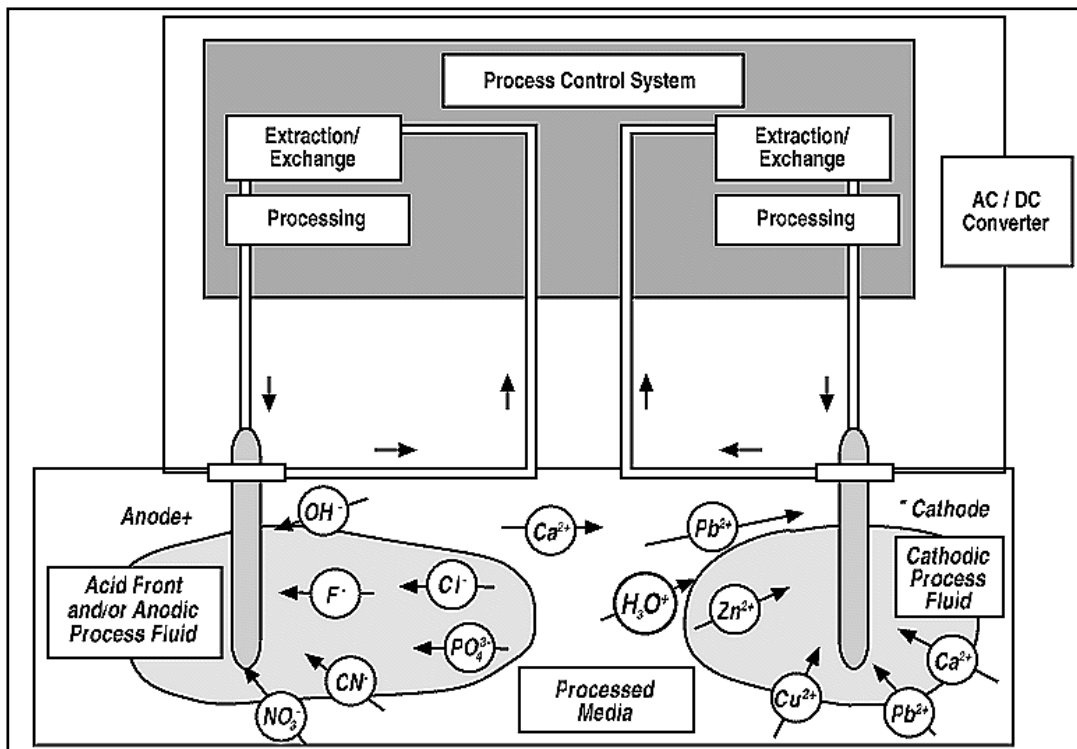 Process Control System
Extraction/
Exchange
Extraction/
Exchange
Processing
Processing
AC / DC
Converter
Anode+
OH⁻
Ca²⁺
Pb²⁺
- Cathode
Acid Front
and/or Anodic
Process Fluid
F⁻
Cl⁻
H₃O⁺
Zn²⁺
Cathodic
Process
Fluid
PO₄³⁻
CN⁻
NO₃⁻
Processed
Media
Cu²⁺
Pb²⁺
Ca²⁺